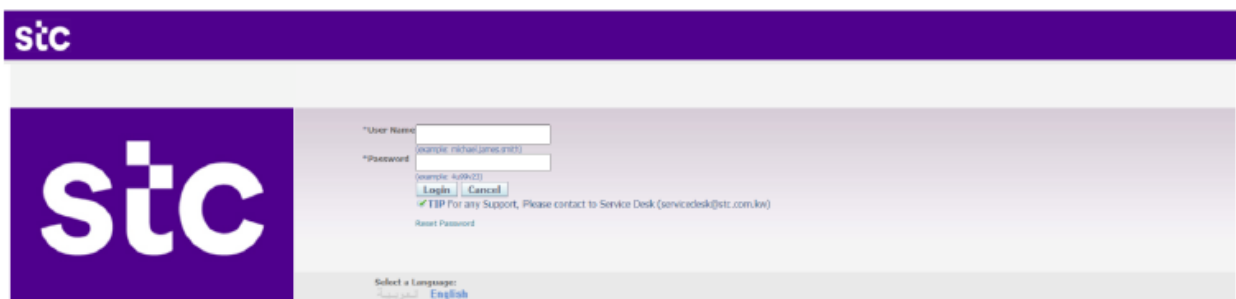 stc
stc
*User Name
(example: michael.james.smith)
*Password
(example: 4u99v23)
Login Cancel
TIP For any Support, Please contact to Service Desk (servicedesk@stc.com.kw)
Reset Password
Select a Language:
العربية English